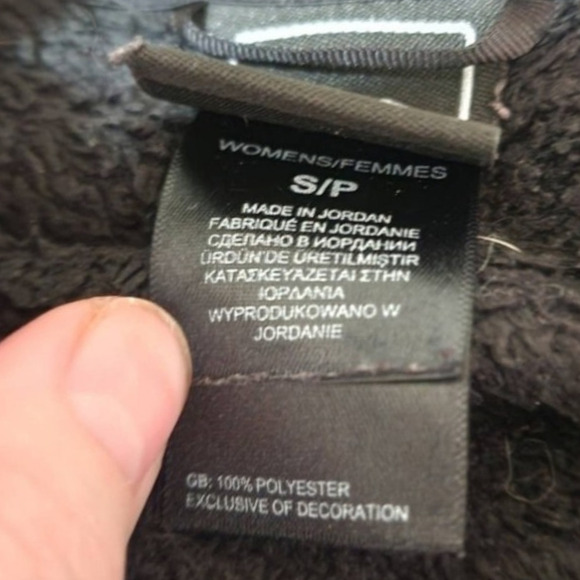 WOMENS/FEMMES
S/P
MADE IN JORDAN
FABRIQUÉ EN JORDANIE
СДЕЛАНО В ИОРДАНИИ
ÜRDÜN'DE ÜRETILMIŞTIR
ΚΑΤΑΣΚΕΥΑΖΕΤΑΙ ΣΤΗΝ
ΙΟΡΔΑΝΙΑ
WYPRODUKOWANO W
JORDANIE
GB: 100% POLYESTER
EXCLUSIVE OF DECORATION